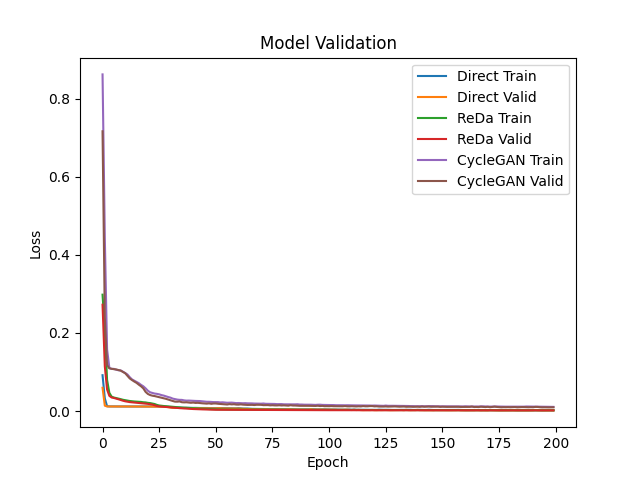 Model Validation
Loss
0.8
0.6
0.4
0.2
0.0
Direct Train
Direct Valid
ReDa Train
ReDa Valid
CycleGAN Train
CycleGAN Valid
0 25 50 75 100 125 150 175 200
Epoch